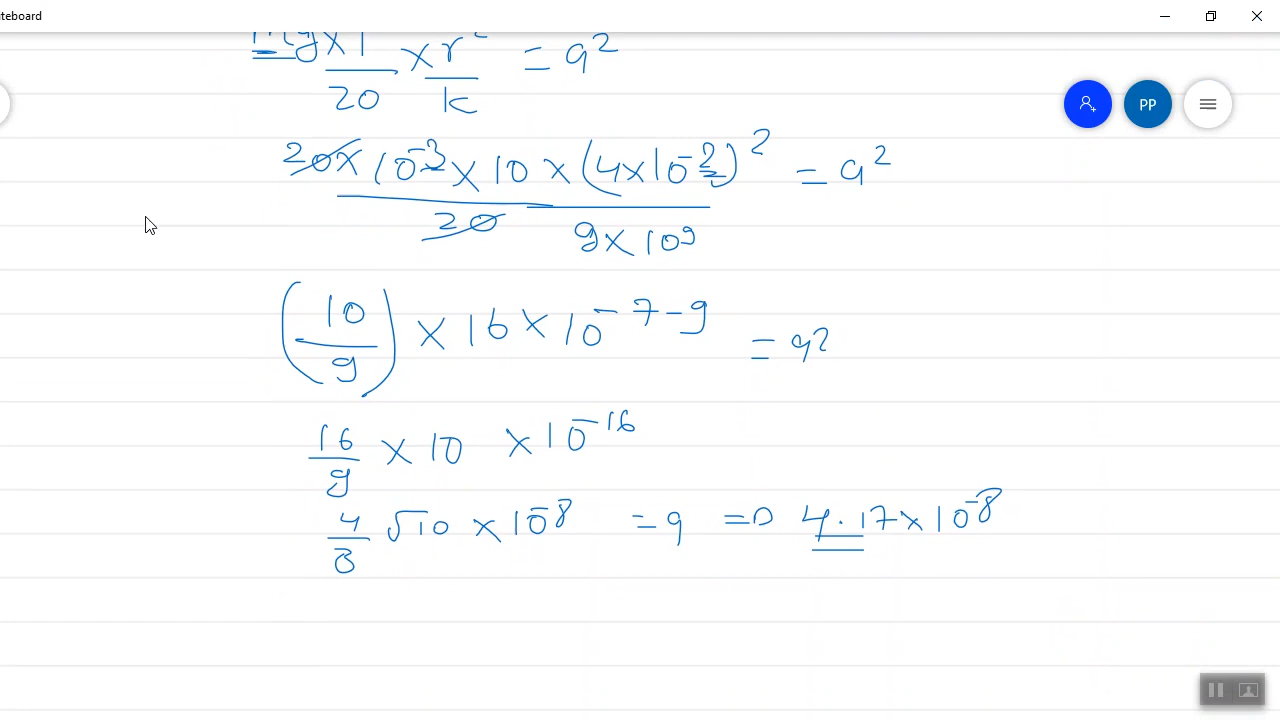 teboard
PP
mg × 1/20 × r²/k = q²
20 × 10⁻³ × 10 × (4×10⁻²)² / 20 9×10⁹ = q²
(10/9) × 16 × 10⁻⁷⁻⁹ = q²
16/9 × 10 × 10⁻¹⁶
4/3 √10 × 10⁻⁸ = q ⇒ 4.17×10⁻⁸